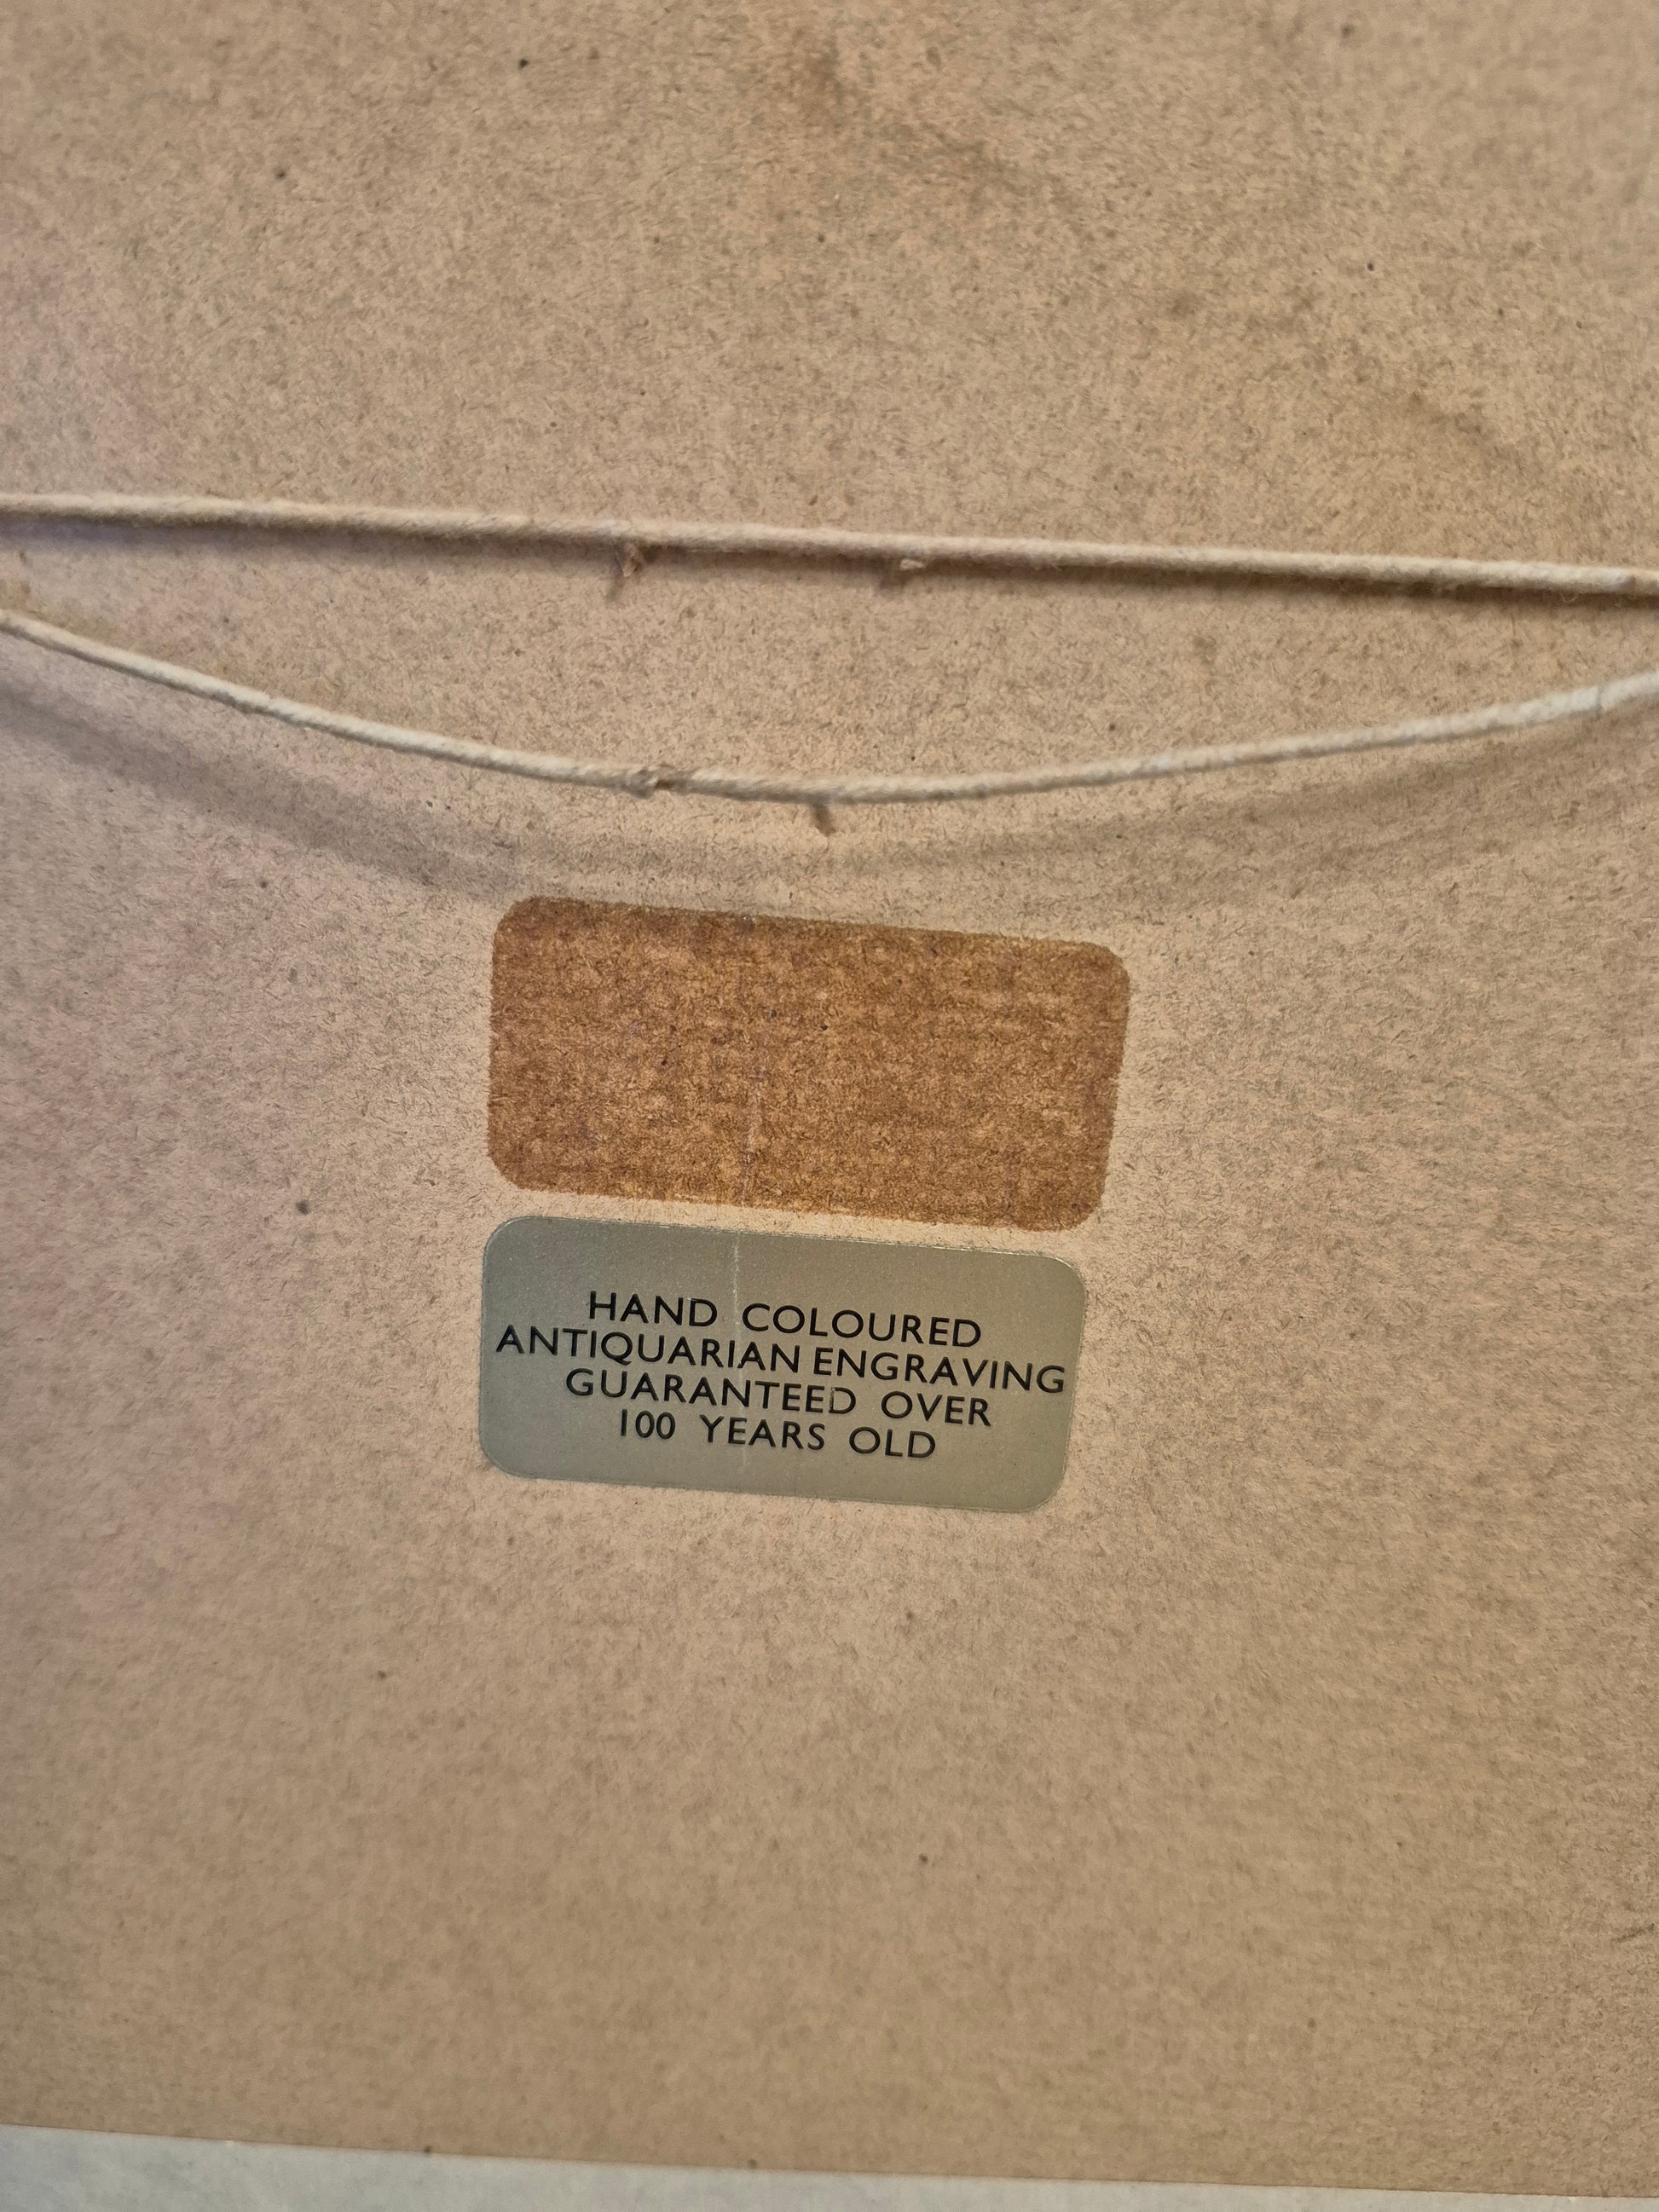 HAND COLOURED
ANTIQUARIAN ENGRAVING
GUARANTEED OVER
100 YEARS OLD